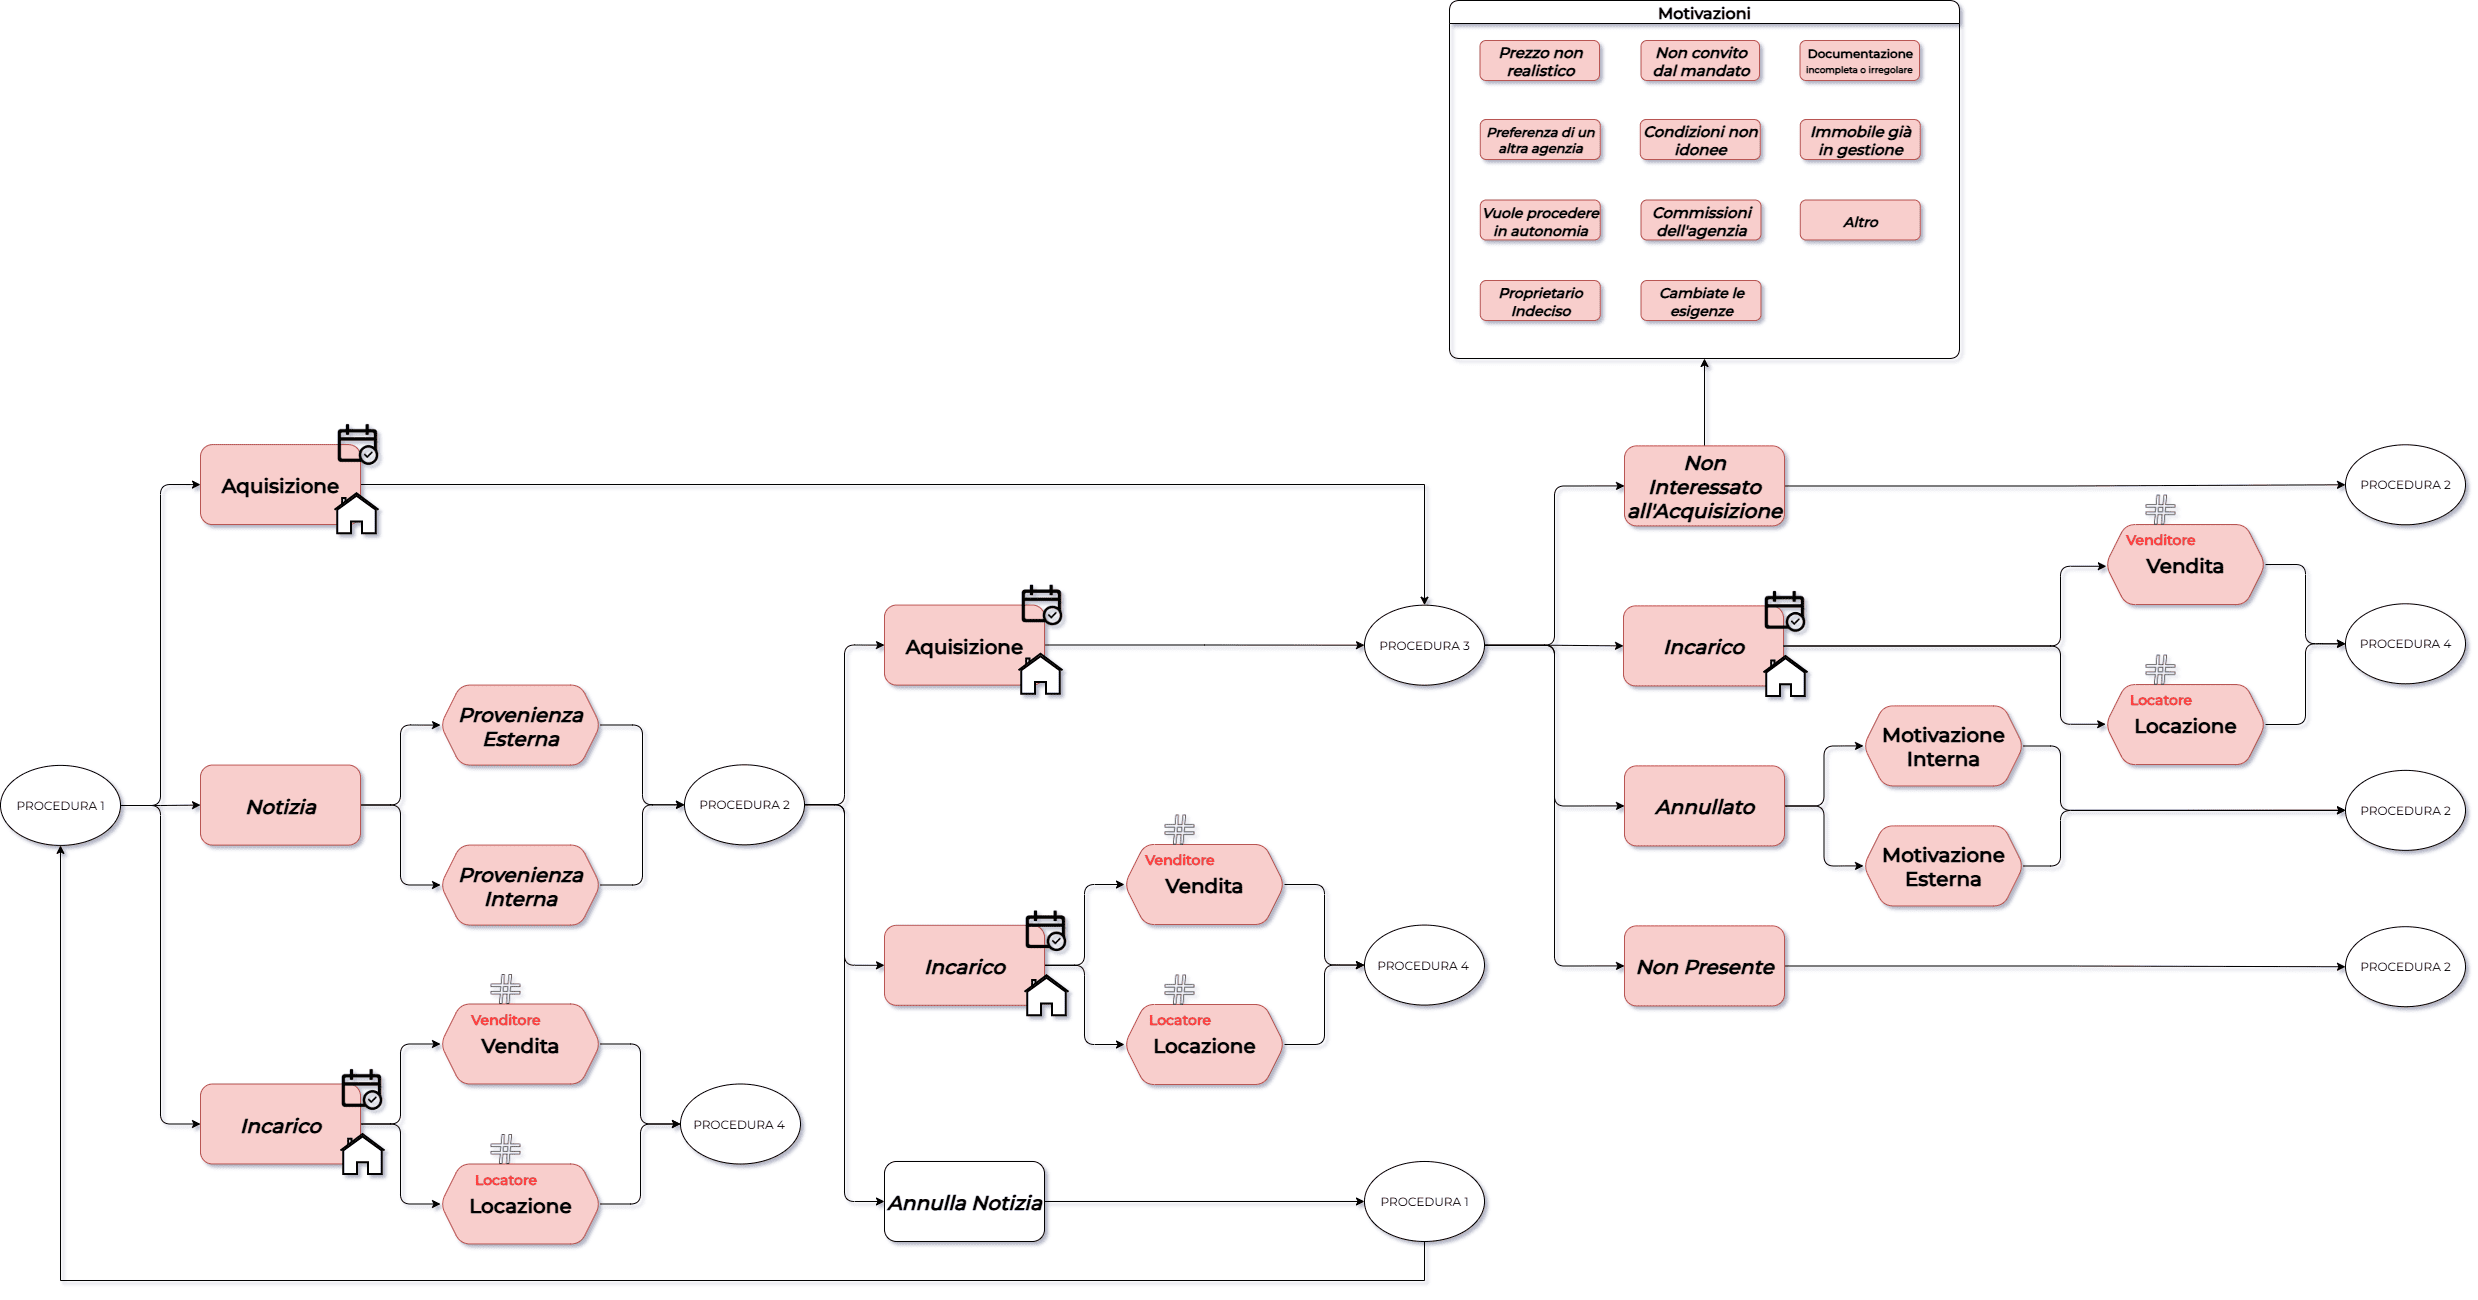 Motivazioni
Prezzo non
realistico
Non convito
dal mandato
Documentazione
incompleta o irregolare
Preferenza di un
altra agenzia
Condizioni non
idonee
Immobile già
in gestione
Vuole procedere
in autonomia
Commissioni
dell'agenzia
Altro
Proprietario
Indeciso
Cambiate le
esigenze
Aquisizione
Non
Interessato
all'Acquisizione
PROCEDURA 2
Venditore
Vendita
Aquisizione
PROCEDURA 3
Incarico
PROCEDURA 4
Locatore
Locazione
Provenienza
Esterna
Motivazione
Interna
PROCEDURA 1
Notizia
PROCEDURA 2
Annullato
PROCEDURA 2
Provenienza
Interna
Venditore
Vendita
Motivazione
Esterna
Incarico
PROCEDURA 4
Non Presente
PROCEDURA 2
Venditore
Vendita
Locatore
Locazione
Incarico
PROCEDURA 4
Locatore
Locazione
Annulla Notizia
PROCEDURA 1